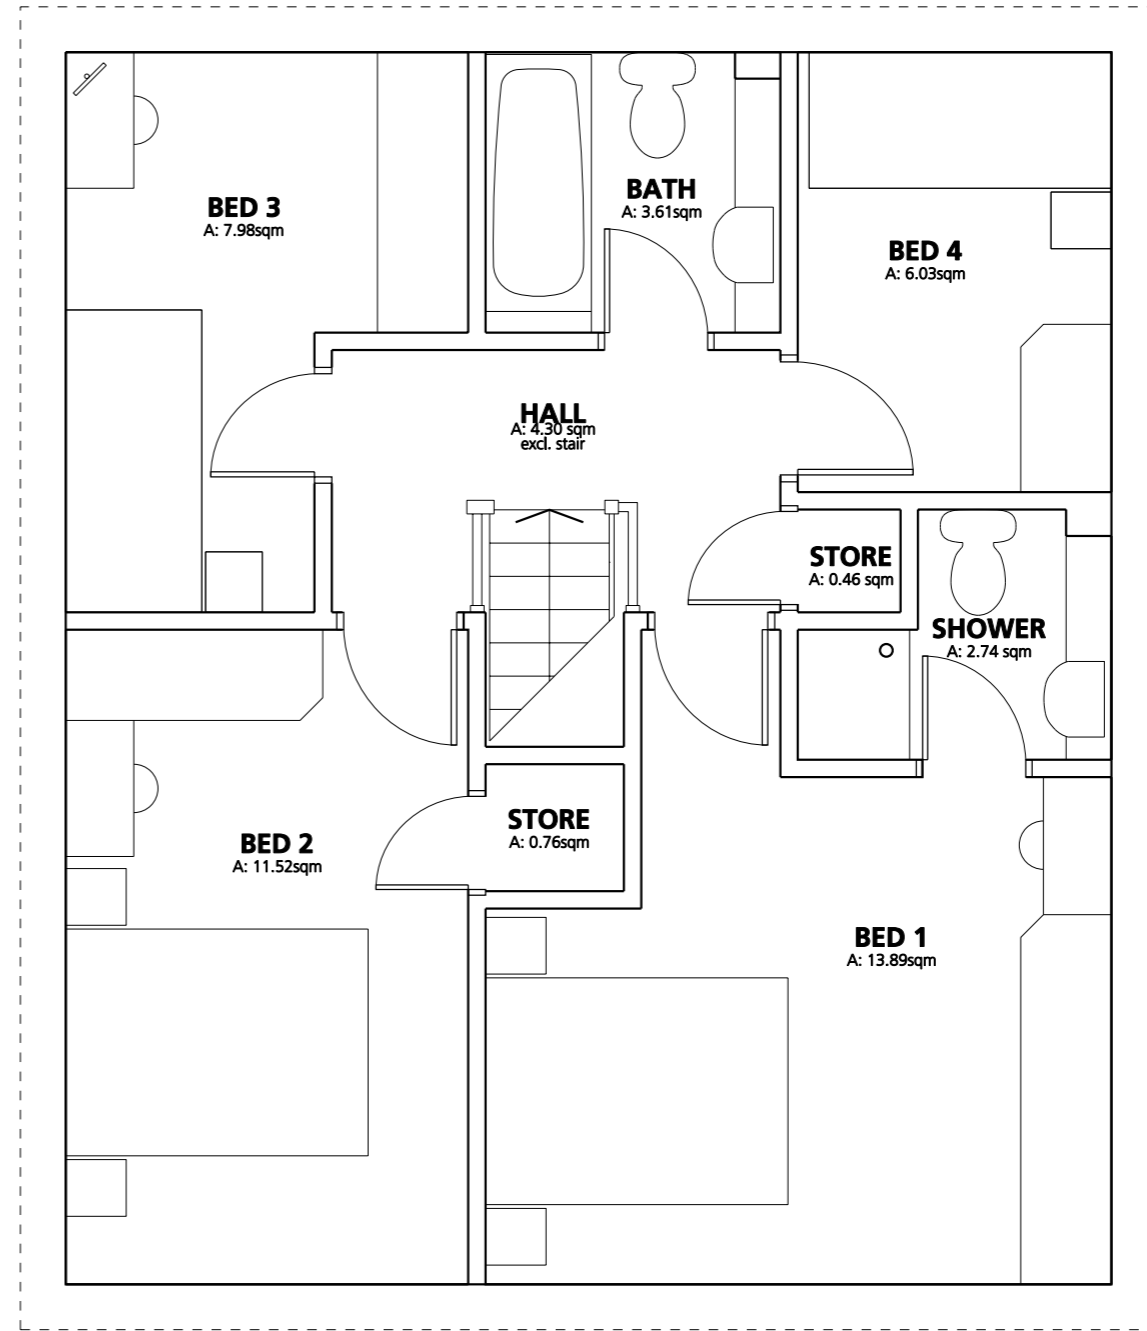 BED 3
A: 7.98sqm
BATH
A: 3.61sqm
BED 4
A: 6.03sqm
HALL
A: 4.30 sqm
excl. stair
STORE
A: 0.46 sqm
SHOWER
A: 2.74 sqm
BED 2
A: 11.52sqm
STORE
A: 0.76sqm
BED 1
A: 13.89sqm